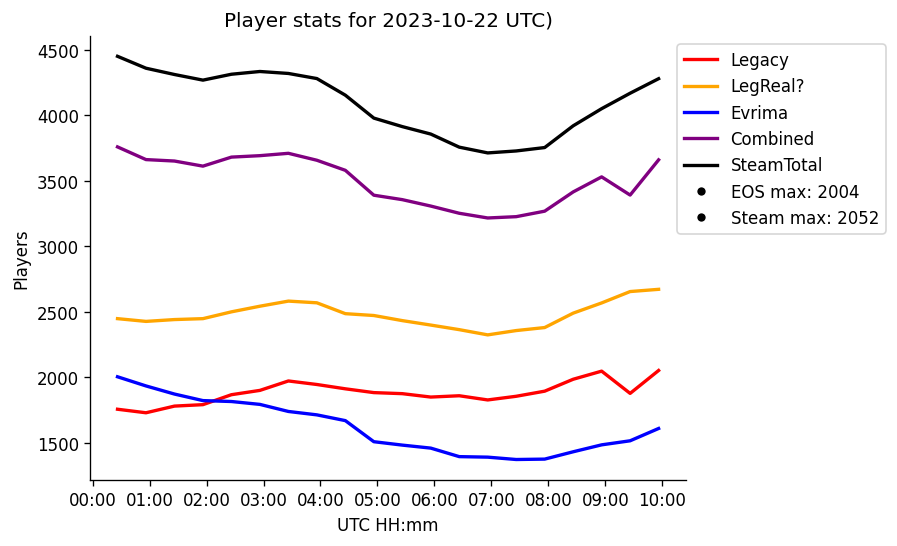 Player stats for 2023-10-22 UTC)
4500
4000
3500
3000
2500
2000
1500
Players
00:00 01:00 02:00 03:00 04:00 05:00 06:00 07:00 08:00 09:00 10:00
UTC HH:mm
Legacy
LegReal?
Evrima
Combined
SteamTotal
EOS max: 2004
Steam max: 2052